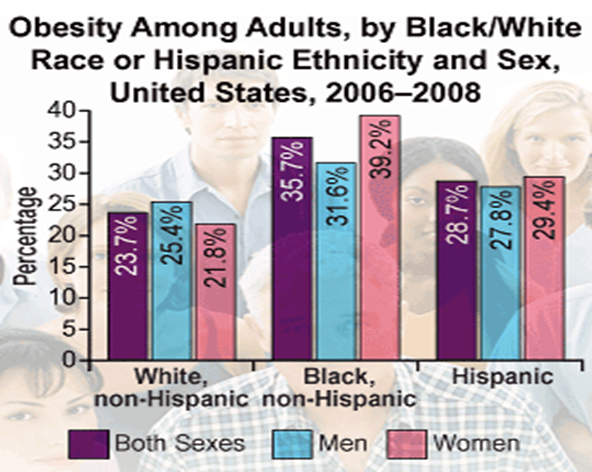 Obesity Among Adults, by Black/White
Race or Hispanic Ethnicity and Sex,
United States, 2006–2008
Percentage
40
35
30
25
20
15
10
5
0
23.7%
25.4%
21.8%
35.7%
31.6%
39.2%
28.7%
27.8%
29.4%
White,
non-Hispanic
Black,
non-Hispanic
Hispanic
Both Sexes
Men
Women